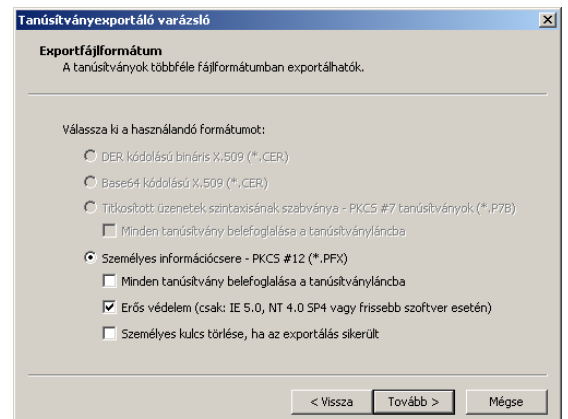 Tanúsítványexportáló varázsló
Exportfájlformátum
A tanúsítványok többféle fájlformátumban exportálhatók.
Válassza ki a használandó formátumot:
DER kódolású bináris X.509 (*.CER)
Base64 kódolású X.509 (*.CER)
Titkosított üzenetek szintaxisának szabványa - PKCS #7 tanúsítványok (*.P7B)
Minden tanúsítvány belefoglalása a tanúsítványláncba
Személyes információcsere - PKCS #12 (*.PFX)
Minden tanúsítvány belefoglalása a tanúsítványláncba
Erős védelem (csak: IE 5.0, NT 4.0 SP4 vagy frissebb szoftver esetén)
Személyes kulcs törlése, ha az exportálás sikerült
< Vissza Tovább > Mégse